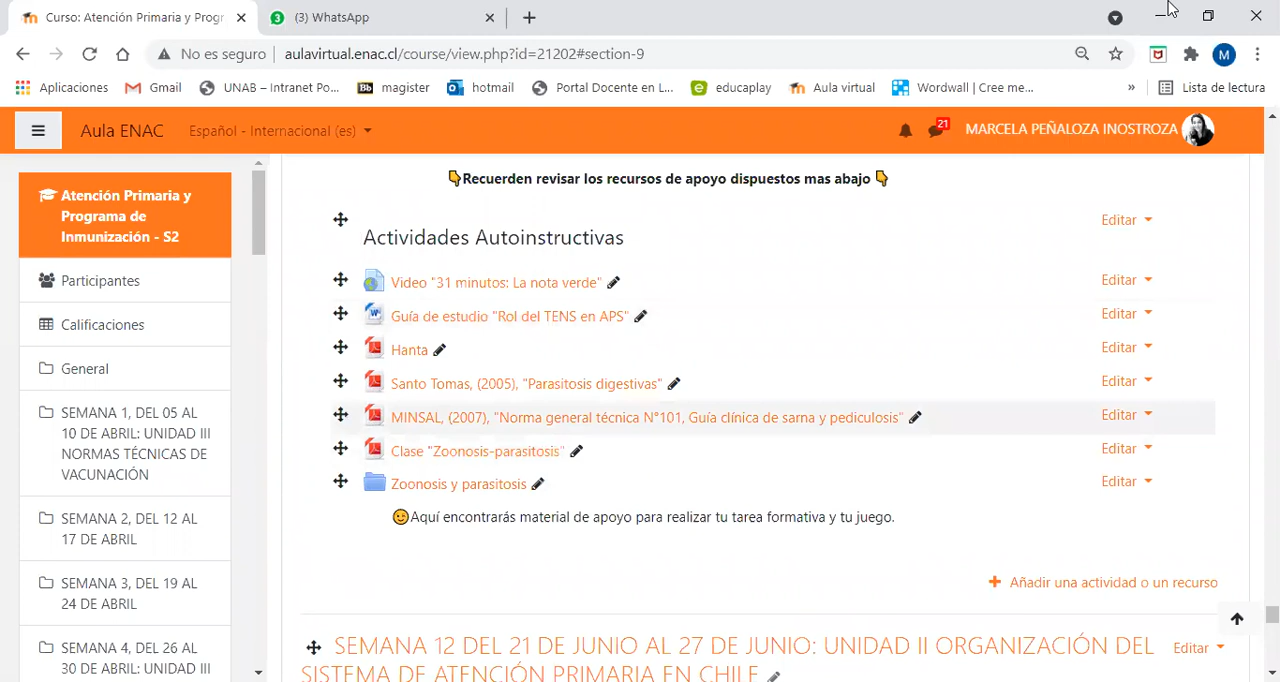 Curso: Atención Primaria y Progr
(3) WhatsApp
No es seguro
aulavirtual.enac.cl/course/view.php?id=21202#section-9
M
Aplicaciones
Gmail
UNAB – Intranet Po...
Bb magister
hotmail
Portal Docente en L...
educaplay
Aula virtual
Wordwall | Cree me...
»
Lista de lectura
Aula ENAC
Español - Internacional (es)
21
MARCELA PEÑALOZA INOSTROZA
Atención Primaria y
Programa de
Inmunización - S2
Participantes
Calificaciones
General
SEMANA 1, DEL 05 AL
10 DE ABRIL: UNIDAD III
NORMAS TÉCNICAS DE
VACUNACIÓN
SEMANA 2, DEL 12 AL
17 DE ABRIL
SEMANA 3, DEL 19 AL
24 DE ABRIL
SEMANA 4, DEL 26 AL
30 DE ABRIL: UNIDAD III
👇Recuerden revisar los recursos de apoyo dispuestos mas abajo 👇
Editar
Actividades Autoinstructivas
Video "31 minutos: La nota verde"
Editar
Guía de estudio "Rol del TENS en APS"
Editar
Hanta
Editar
Santo Tomas, (2005), "Parasitosis digestivas"
Editar
MINSAL, (2007), "Norma general técnica N°101, Guía clínica de sarna y pediculosis"
Editar
Clase "Zoonosis-parasitosis"
Editar
Zoonosis y parasitosis
Editar
😉Aquí encontrarás material de apoyo para realizar tu tarea formativa y tu juego.
+ Añadir una actividad o un recurso
SEMANA 12 DEL 21 DE JUNIO AL 27 DE JUNIO: UNIDAD II ORGANIZACIÓN DEL
Editar
SISTEMA DE ATENCIÓN PRIMARIA EN CHILE